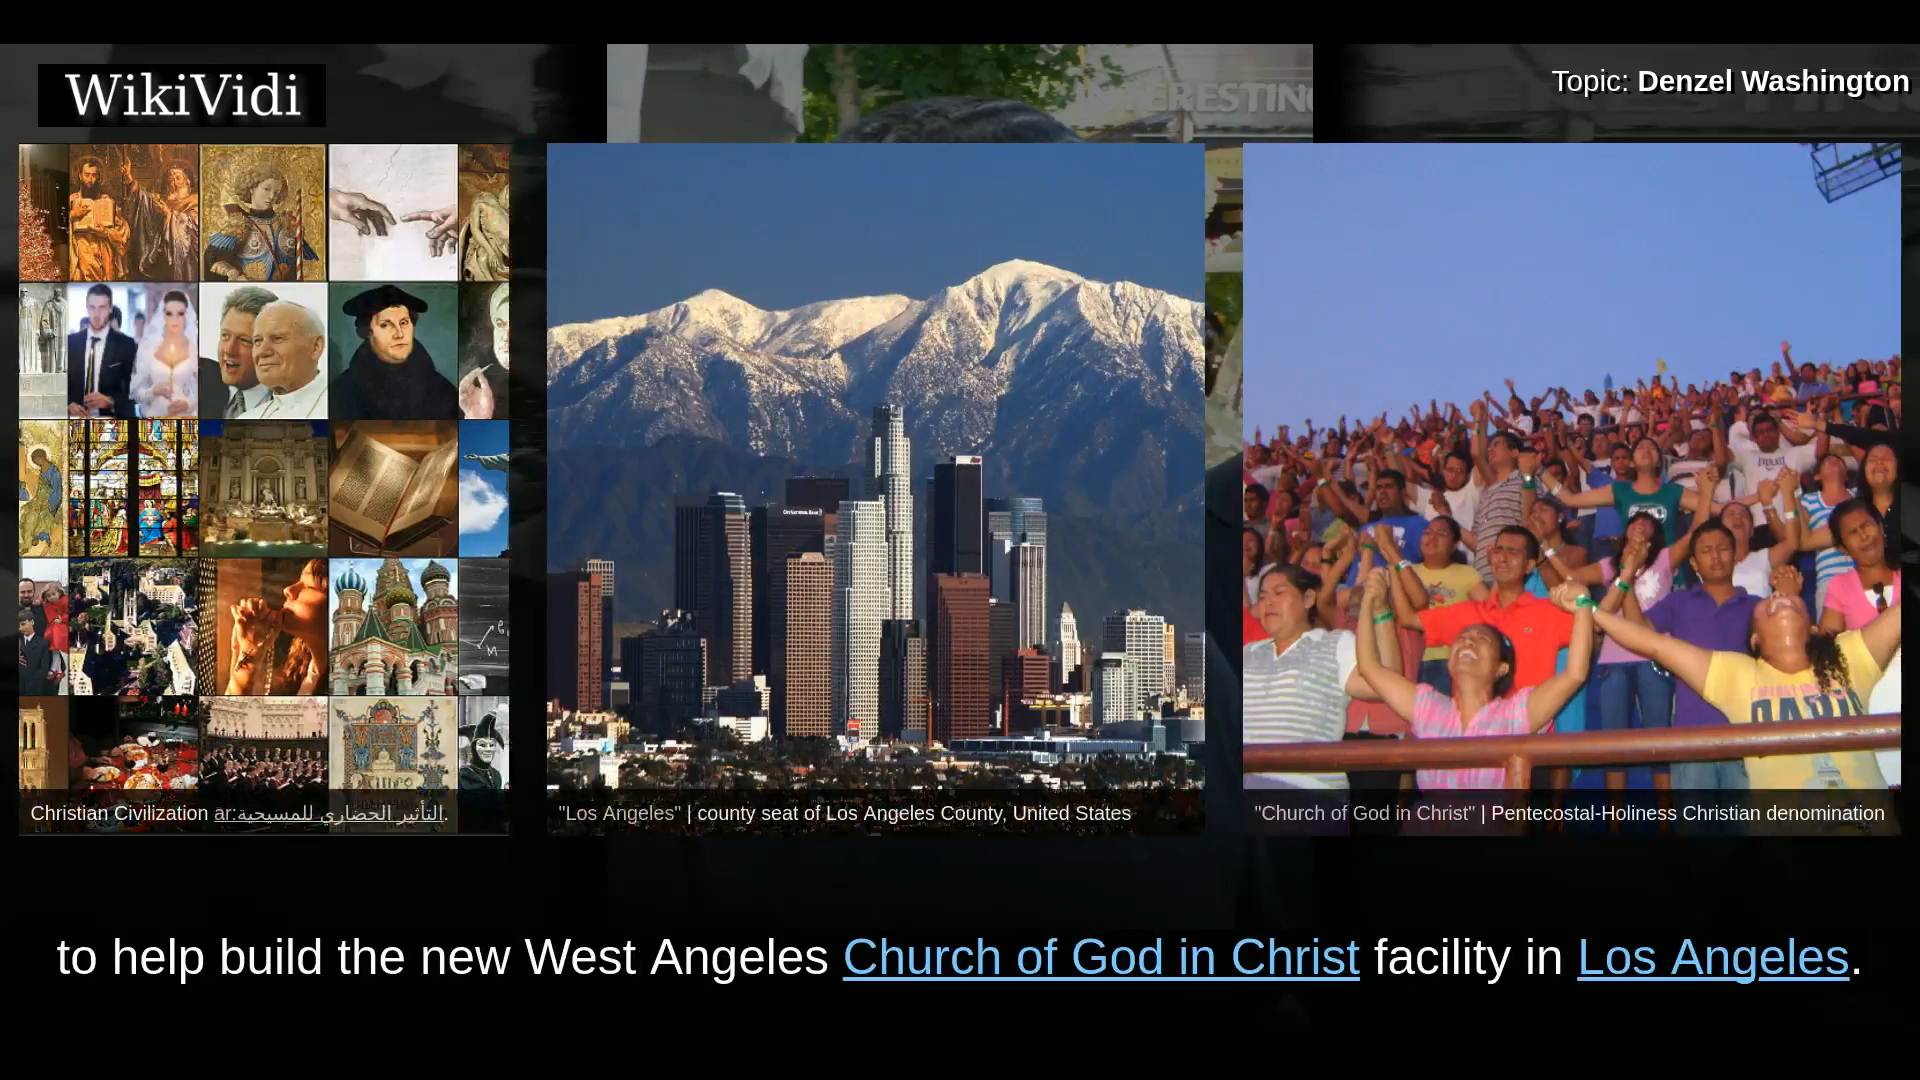 WikiVidi
Topic: Denzel Washington
Christian Civilization ar:التأثير الحضاري للمسيحية.
"Los Angeles" | county seat of Los Angeles County, United States
"Church of God in Christ" | Pentecostal-Holiness Christian denomination
to help build the new West Angeles Church of God in Christ facility in Los Angeles.